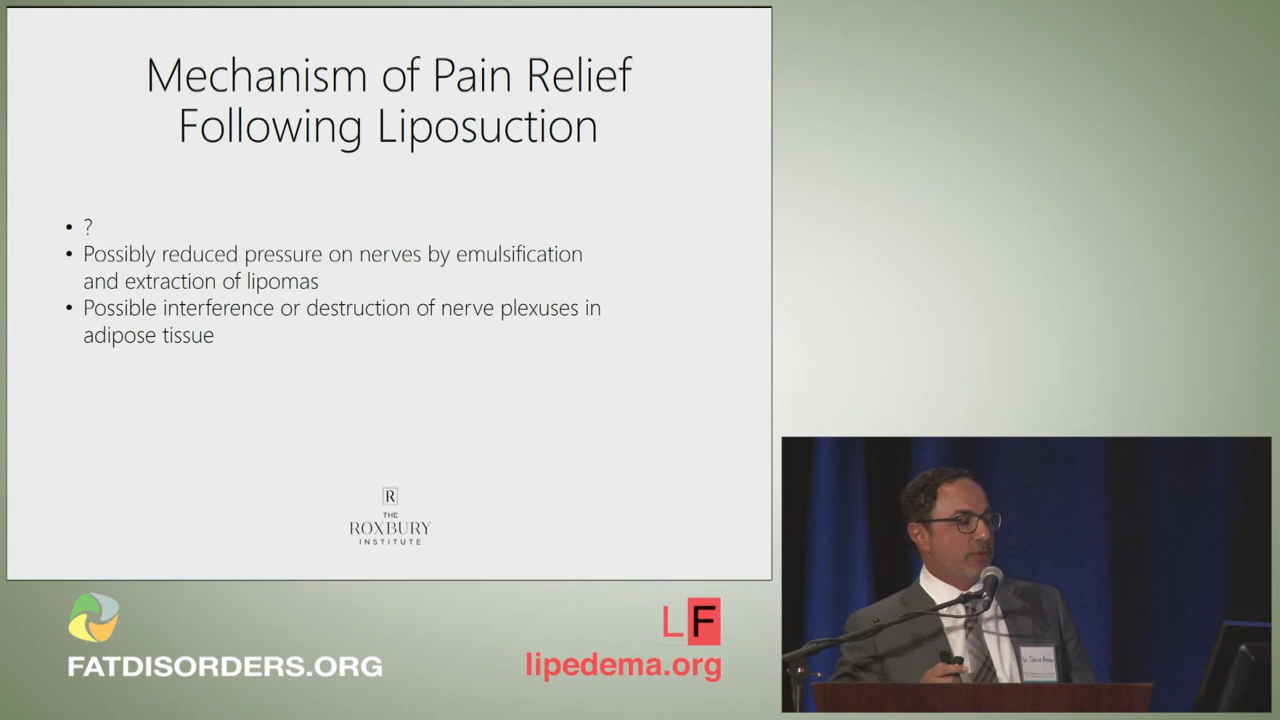 Mechanism of Pain Relief
Following Liposuction
• ?
• Possibly reduced pressure on nerves by emulsification
and extraction of lipomas
• Possible interference or destruction of nerve plexuses in
adipose tissue
R
THE
ROXBURY
INSTITUTE
FATDISORDERS.ORG
LF
lipedema.org
David